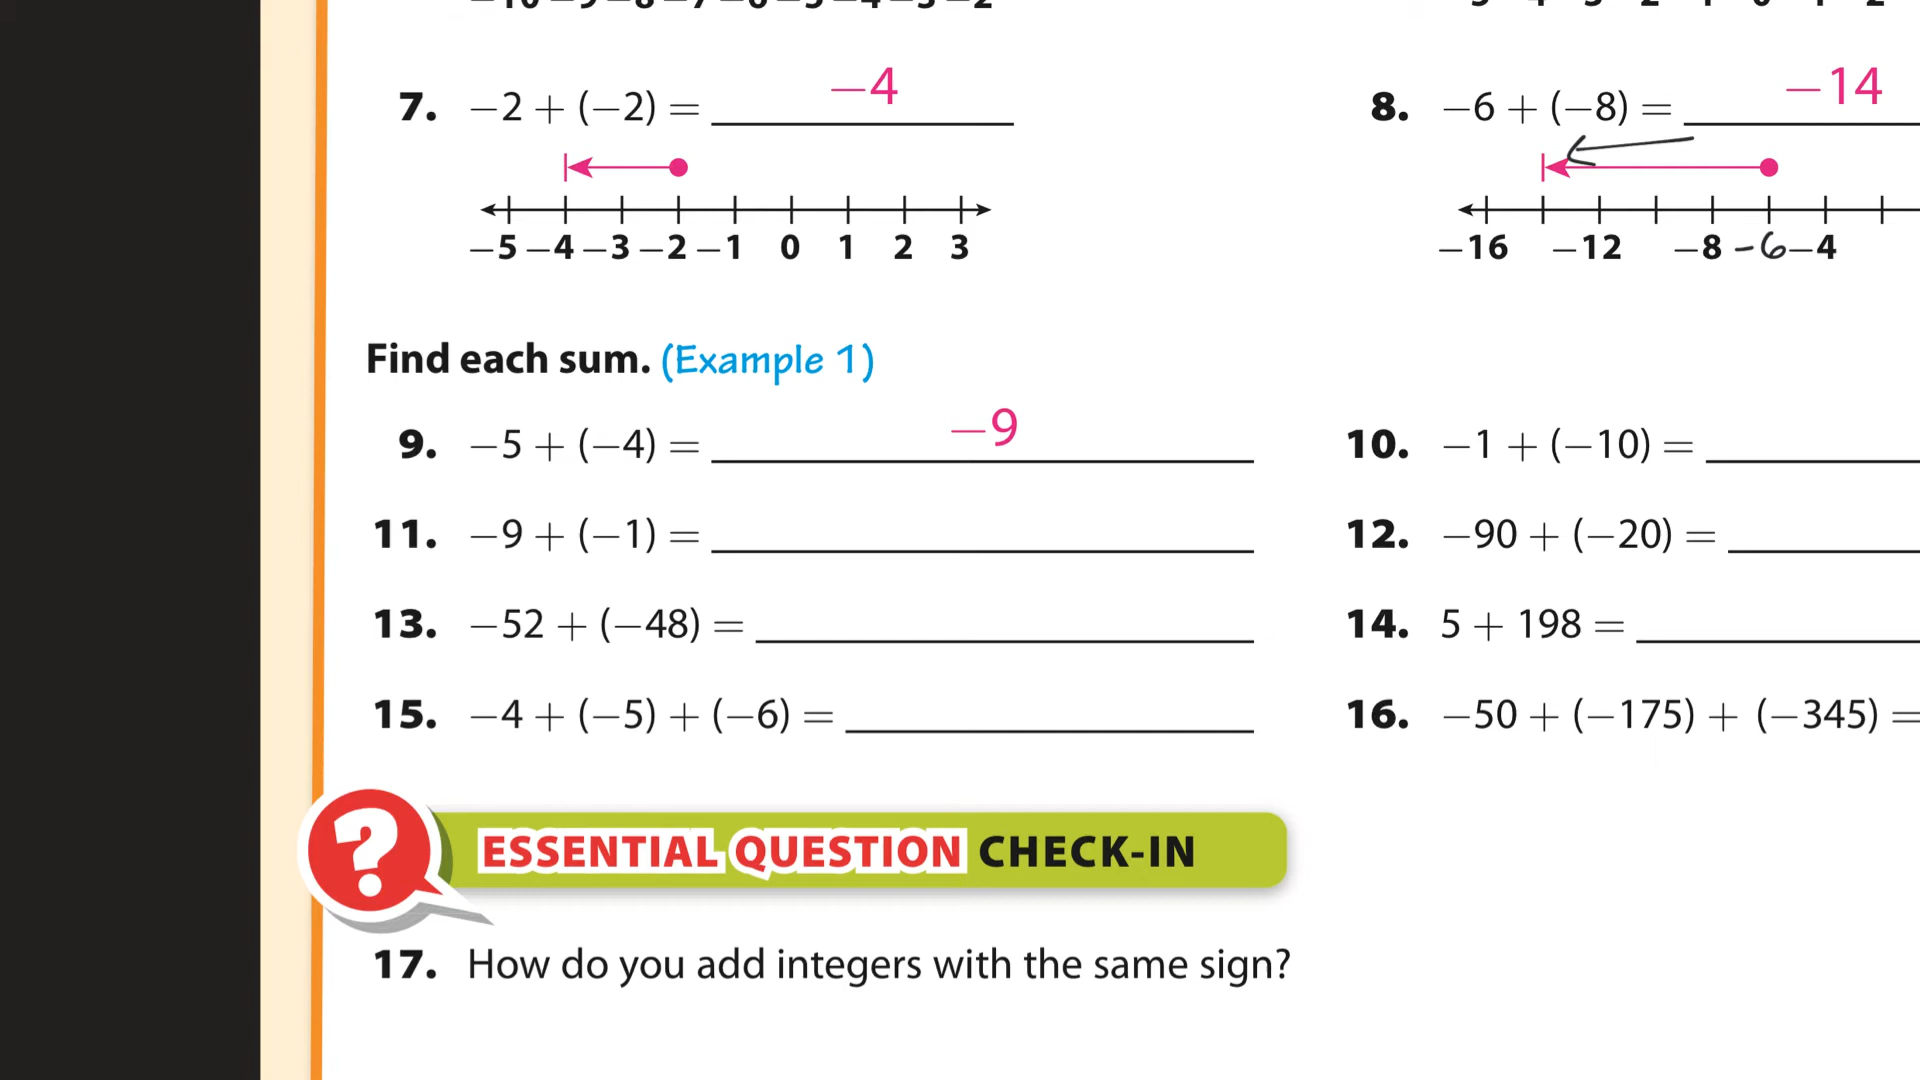 7. −2 + (−2) = −4
8. −6 + (−8) = −14
−5 −4 −3 −2 −1 0 1 2 3
−16 −12 −8 −6 −4
Find each sum. (Example 1)
9. −5 + (−4) = −9
10. −1 + (−10) =
11. −9 + (−1) =
12. −90 + (−20) =
13. −52 + (−48) =
14. 5 + 198 =
15. −4 + (−5) + (−6) =
16. −50 + (−175) + (−345) =
ESSENTIAL QUESTION CHECK-IN
17. How do you add integers with the same sign?